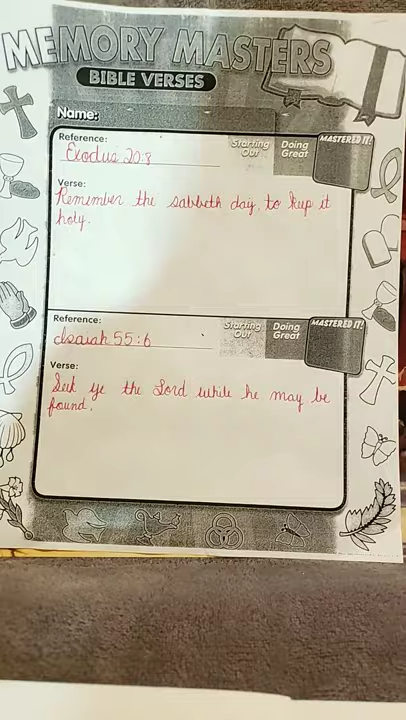 MEMORY MASTERS
BIBLE VERSES
Name:
Reference:
Exodus 20:8
Starting Out
Doing Great
MASTERED IT!
Verse:
Remember the sabbath day, to keep it
holy.
Reference:
Isaiah 55:6
Starting Out
Doing Great
MASTERED IT!
Verse:
Seek ye the Lord while he may be
found.